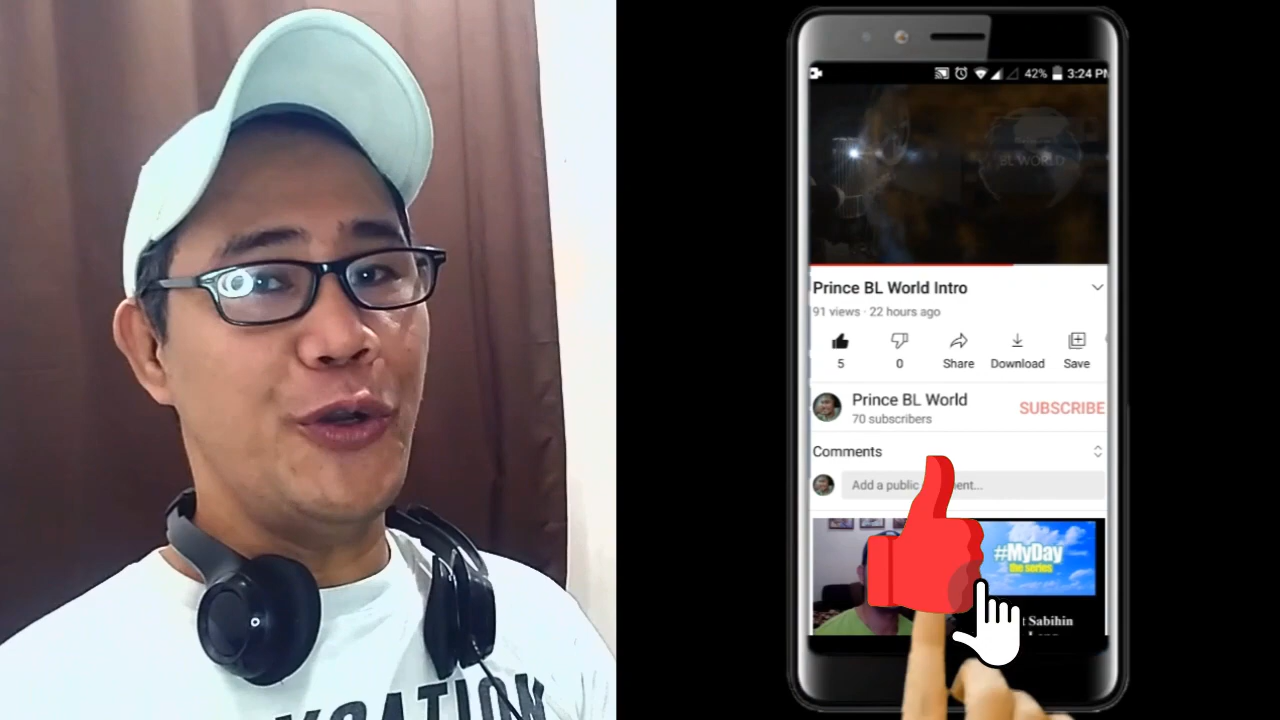 42% 3:24 PM
BL WORLD
Prince BL World Intro
91 views · 22 hours ago
5
0
Share
Download
Save
Prince BL World
70 subscribers
SUBSCRIBE
Comments
Add a public ment...
#MyDay
the series
t Sabihin
CATION